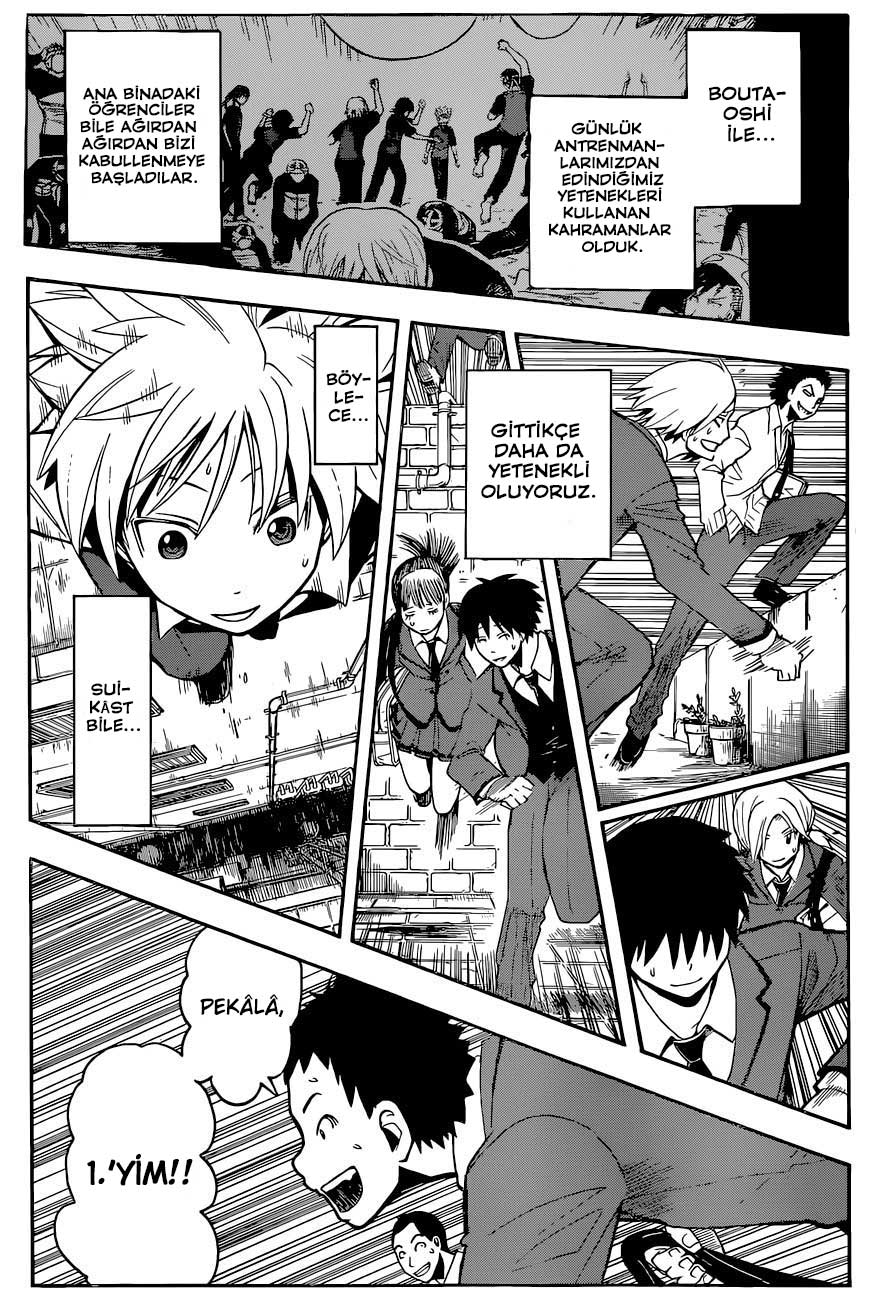 BOUTA-
OSHI
İLE...
GÜNLÜK
ANTRENMAN-
LARIMIZDAN
EDİNDİĞİMİZ
YETENEKLERİ
KULLANAN
KAHRAMANLAR
OLDUK.
ANA BİNADAKİ
ÖĞRENCİLER
BİLE AĞIRDAN
AĞIRDAN BİZİ
KABULLENMEYE
BAŞLADILAR.
GİTTİKÇE
DAHA DA
YETENEKLİ
OLUYORUZ.
BÖY-
LE-
CE...
SUİ-
KÂST
BİLE...
PEKÂLÂ,
1.'YİM!!